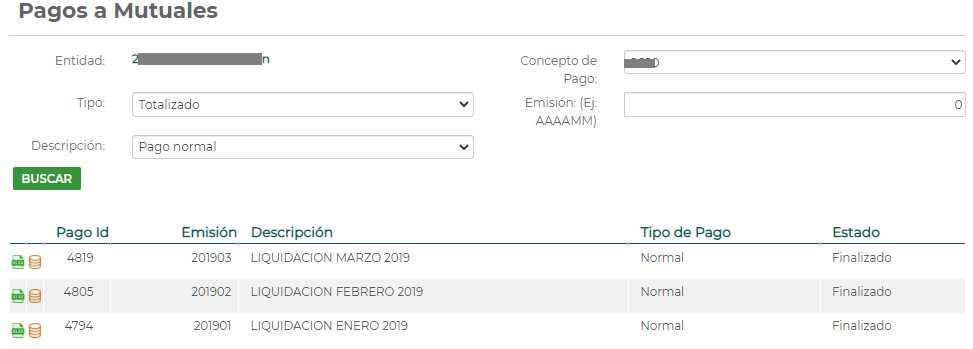 Pagos a Mutuales
Entidad: 2 n
Concepto de Pago:
Tipo: Totalizado
Emisión: (Ej: AAAAMM) 0
Descripción: Pago normal
BUSCAR
Pago Id Emisión Descripción Tipo de Pago Estado
4819 201903 LIQUIDACION MARZO 2019 Normal Finalizado
4805 201902 LIQUIDACION FEBRERO 2019 Normal Finalizado
4794 201901 LIQUIDACION ENERO 2019 Normal Finalizado